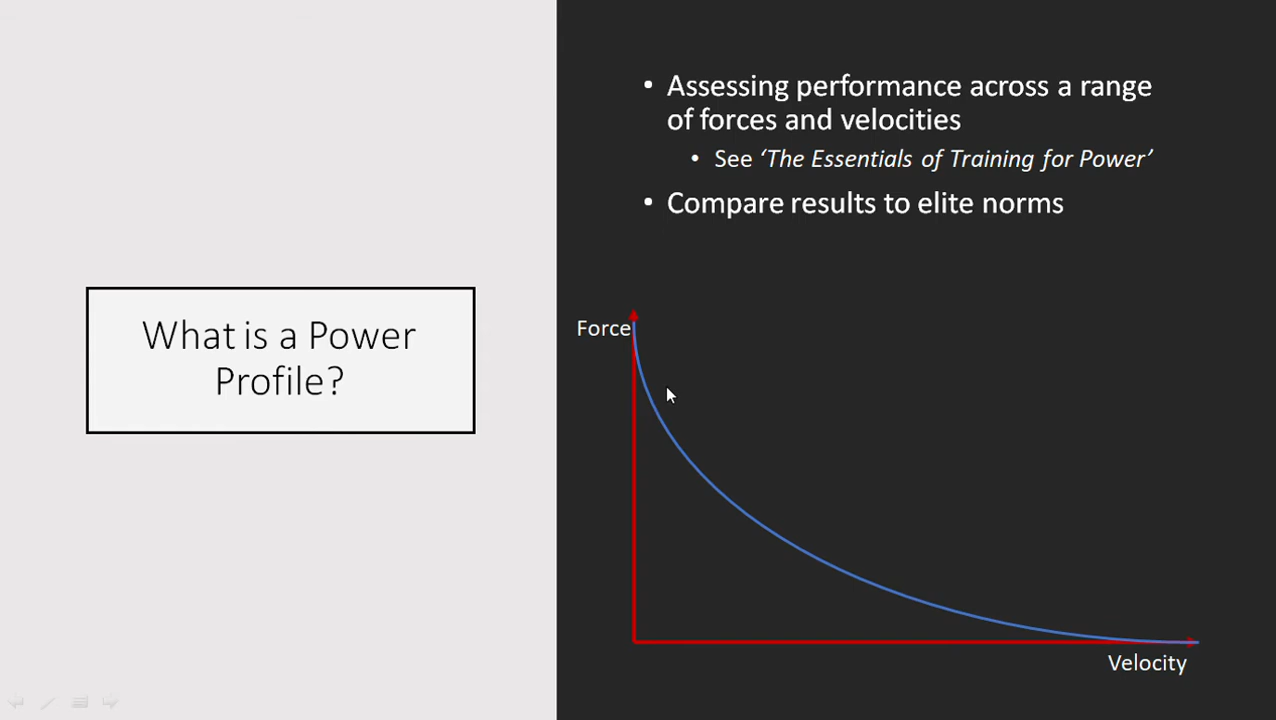 What is a Power
Profile?
• Assessing performance across a range
of forces and velocities
• See ‘The Essentials of Training for Power’
• Compare results to elite norms
Force
Velocity